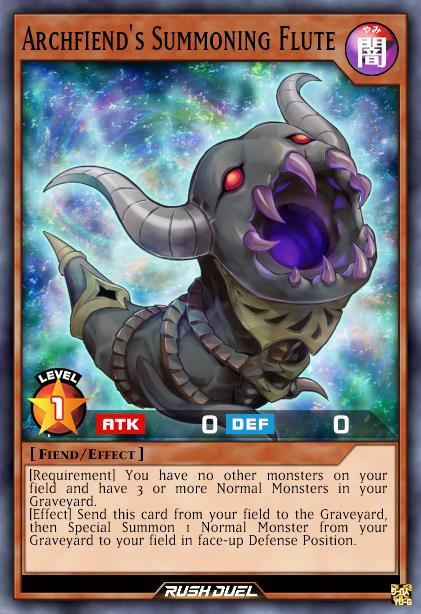 Archfiend's Summoning Flute
やみ
闇
LEVEL
1
ATK 0 DEF 0
[Fiend/Effect]
[Requirement] You have no other monsters on your
field and have 3 or more Normal Monsters in your
Graveyard.
[Effect] Send this card from your field to the Graveyard,
then Special Summon 1 Normal Monster from your
Graveyard to your field in face-up Defense Position.
RUSH DUEL